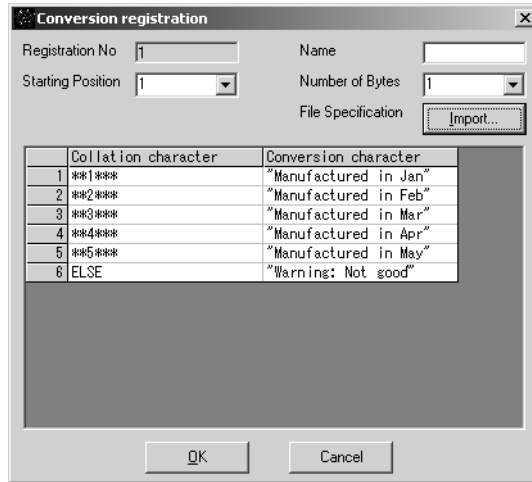 Conversion registration
Registration No 1 Name
Starting Position 1 Number of Bytes 1
File Specification Import...
Collation character Conversion character
1 **1*** "Manufactured in Jan"
2 **2*** "Manufactured in Feb"
3 **3*** "Manufactured in Mar"
4 **4*** "Manufactured in Apr"
5 **5*** "Manufactured in May"
6 ELSE "Warning: Not good"
OK Cancel